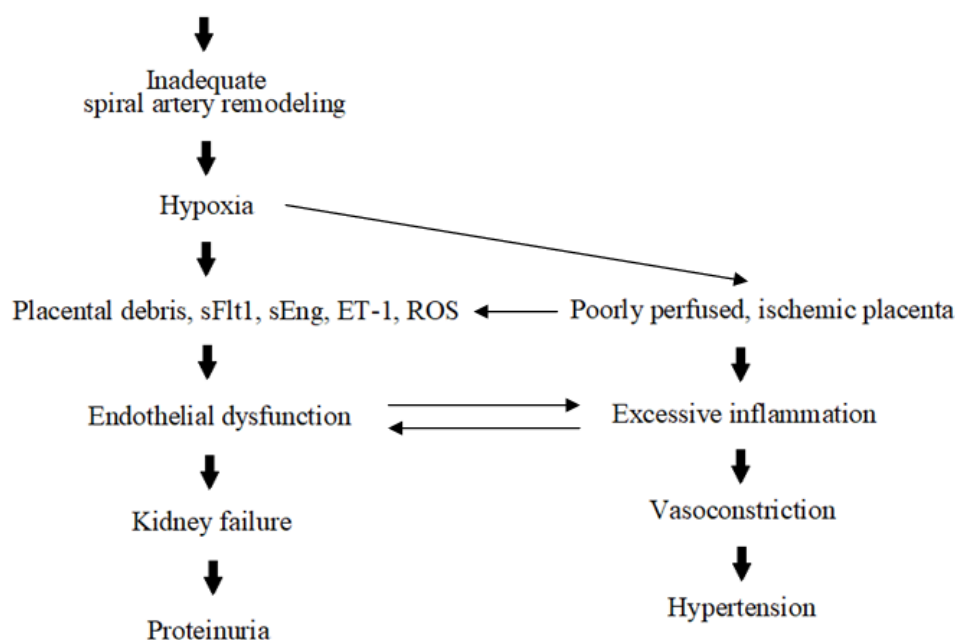 Inadequate
spiral artery remodeling
Hypoxia
Placental debris, sFlt1, sEng, ET-1, ROS
Poorly perfused, ischemic placenta
Endothelial dysfunction
Excessive inflammation
Kidney failure
Vasoconstriction
Proteinuria
Hypertension